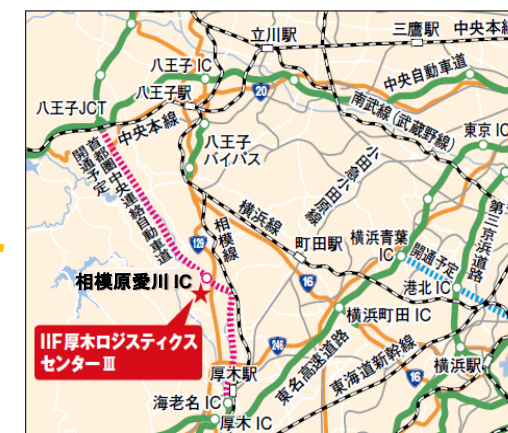 立川駅
三鷹駅
中央本線
八王子 IC
中央自動車道
八王子駅
20
八王子JCT
中央本線
南武線(武蔵野線)
東京 IC
八王子
バイパス
首都圏中央連絡自動車道
開通予定
小田急小田原線
横浜線
第三京浜道路
129
相模線
町田駅
横浜青葉
IC
開通予定
相模原愛川 IC
16
港北 IC
横浜町田 IC
IIF厚木ロジスティクス
センターⅢ
246
東名高速道路
東海道新幹線
横浜駅
厚木駅
16
海老名 IC
厚木 IC